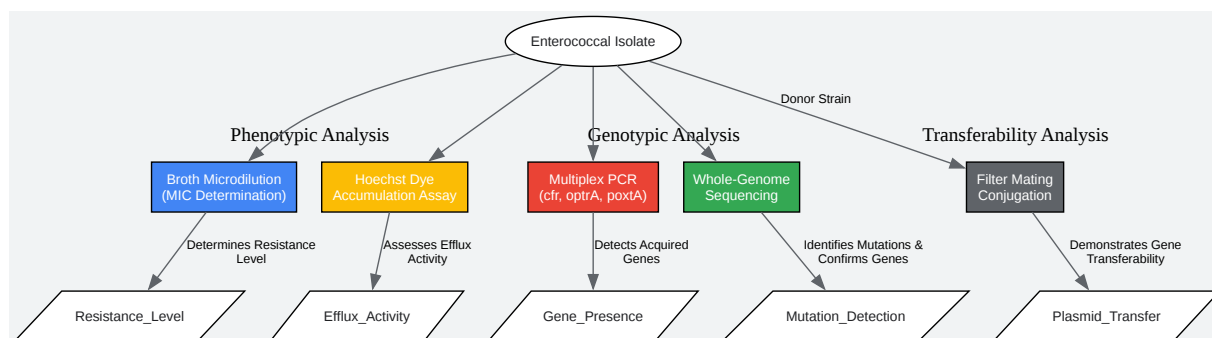 Enterococcal Isolate
Donor Strain
Phenotypic Analysis
Genotypic Analysis
Transferability Analysis
Broth Microdilution
(MIC Determination)
Hoechst Dye
Accumulation Assay
Multiplex PCR
(cfr, optrA, poxtA)
Whole-Genome
Sequencing
Filter Mating
Conjugation
Determines Resistance
Level
Assesses Efflux
Activity
Detects Acquired
Genes
Identifies Mutations &
Confirms Genes
Demonstrates Gene
Transferability
Resistance_Level
Efflux_Activity
Gene_Presence
Mutation_Detection
Plasmid_Transfer